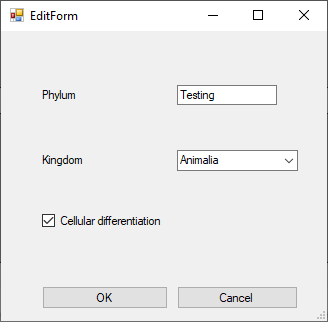 EditForm
Phylum Testing
Kingdom Animalia
Cellular differentiation
OK Cancel